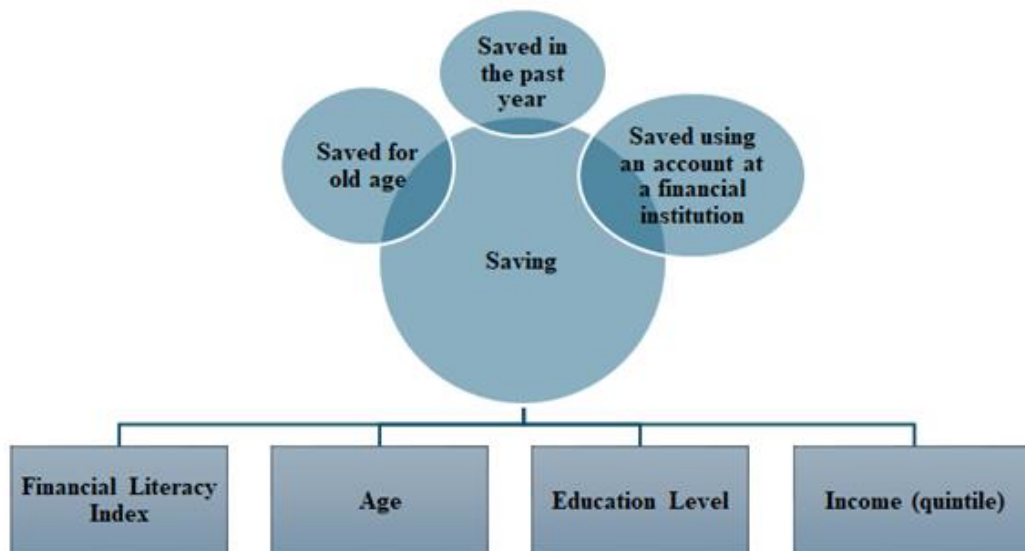 Saved in
the past
year
Saved for
old age
Saved using
an account at
a financial
institution
Saving
Financial Literacy
Index
Age
Education Level
Income (quintile)